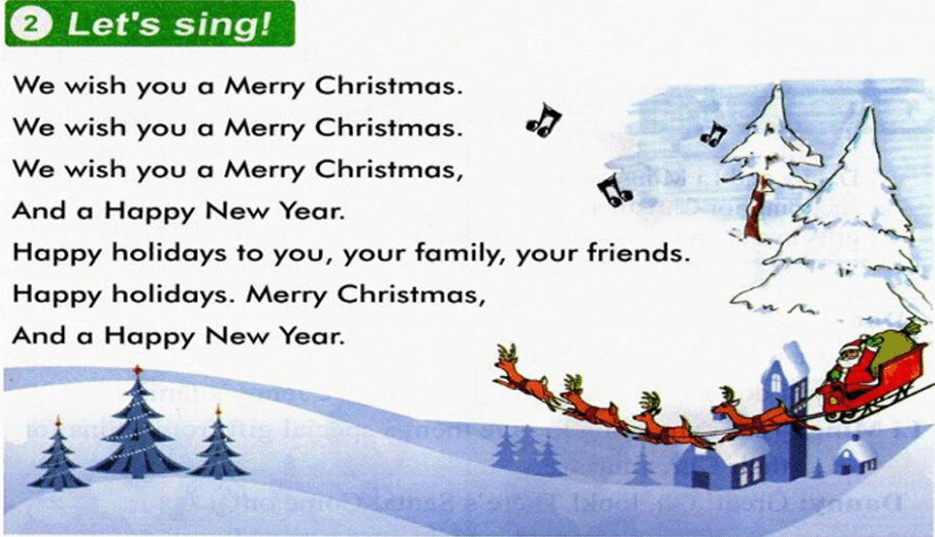 2 Let's sing!
We wish you a Merry Christmas.
We wish you a Merry Christmas.
We wish you a Merry Christmas,
And a Happy New Year.
Happy holidays to you, your family, your friends.
Happy holidays. Merry Christmas,
And a Happy New Year.